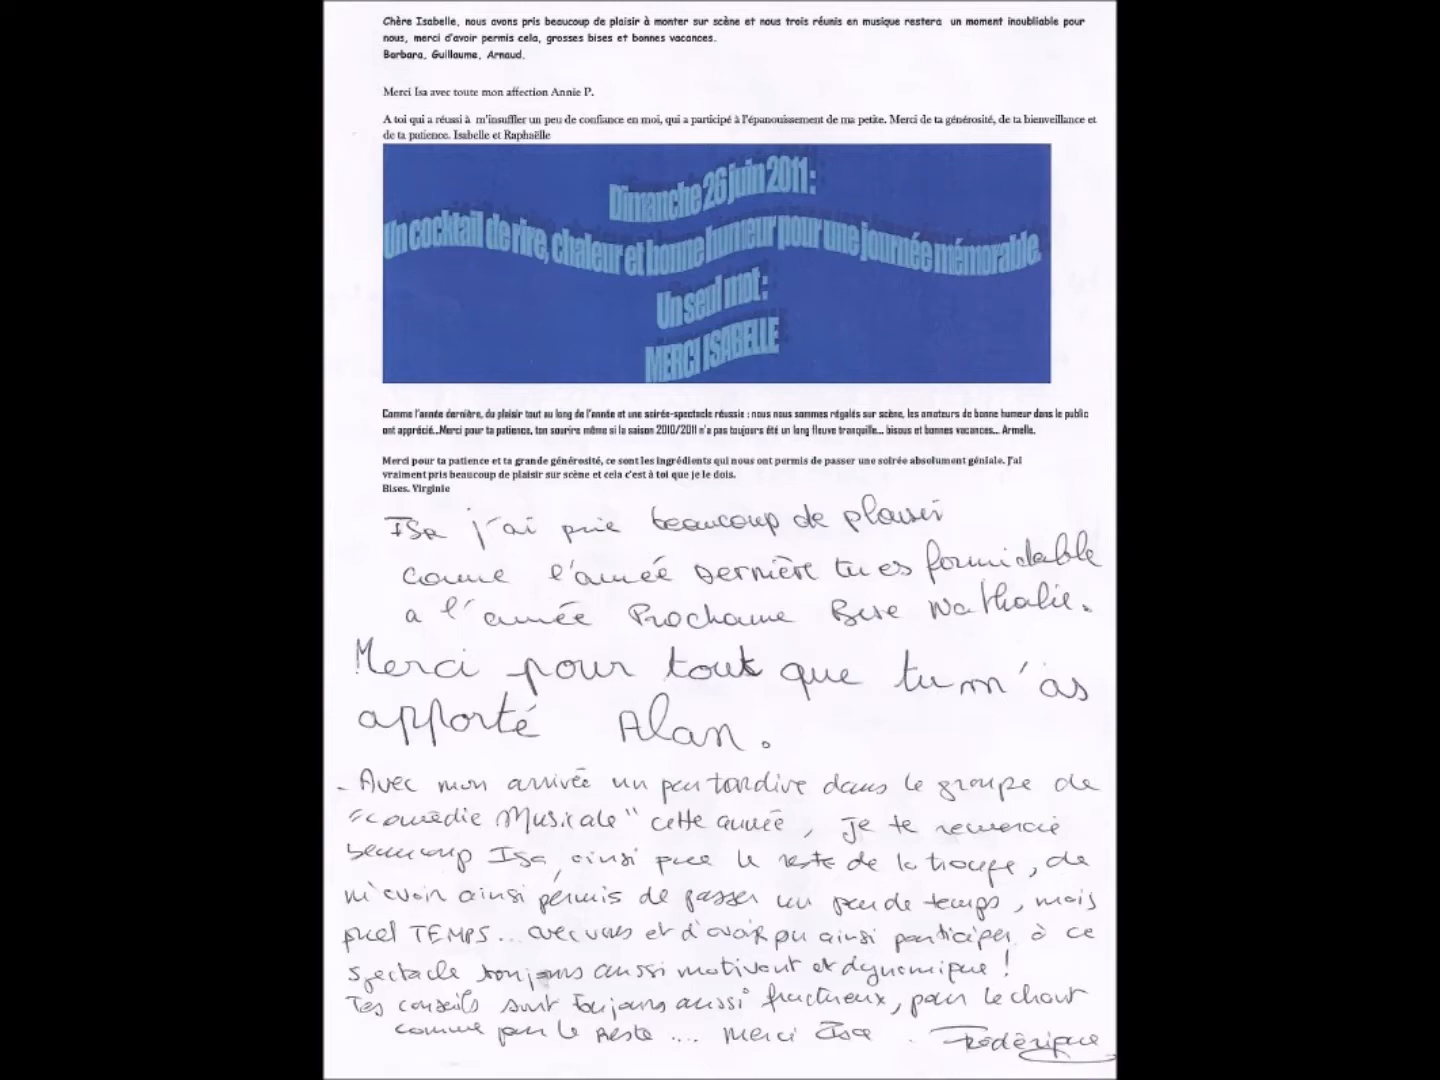 Chère Isabelle, nous avons pris beaucoup de plaisir à monter sur scène et nous trois réunis en musique restera un moment inoubliable pour
nous, merci d'avoir permis cela, grosses bises et bonnes vacances.
Barbara, Guillaume, Arnaud.
Merci Isa avec toute mon affection Annie P.
A toi qui a réussi à m'insuffler un peu de confiance en moi, qui a participé à l'épanouissement de ma petite. Merci de ta générosité, de ta bienveillance et
de ta patience. Isabelle et Raphaëlle
Dimanche 26 juin 2011 :
Un cocktail de rire, chaleur et bonne humeur pour une journée mémorable.
Un seul mot :
MERCI ISABELLE
Comme l'année dernière, du plaisir tout au long de l'année et une soirée-spectacle réussie : nous nous sommes régalés sur scène, les amateurs de bonne humeur dans le public
ont apprécié...Merci pour ta patience, ton sourire même si la saison 2010/2011 n'a pas toujours été un long fleuve tranquille... bisous et bonnes vacances... Armelle.
Merci pour ta patience et ta grande générosité, ce sont les ingrédients qui nous ont permis de passer une soirée absolument géniale. J'ai
vraiment pris beaucoup de plaisir sur scène et cela c'est à toi que je le dois.
Bises. Virginie
Isa j'ai pris beaucoup de plaisir
comme l'année Dernière tu es formidable
a l'année Prochaine Bise Nathalie.
Merci pour tout que tu m'as
apporté Alan.
- Avec mon arrivée un peu tardive dans le groupe de
"Comédie Musicale" cette année, je te remercie
beaucoup Isa, ainsi que le reste de la troupe, de
m'avoir ainsi permis de passer un peu de temps, mais
quel TEMPS... avec vous et d'avoir pu ainsi participer à ce
spectacle toujours aussi motivant et dynamique !
Tes conseils sont toujours aussi fructueux, pour le chant
comme pour le reste .... Merci Isa . Frédérique